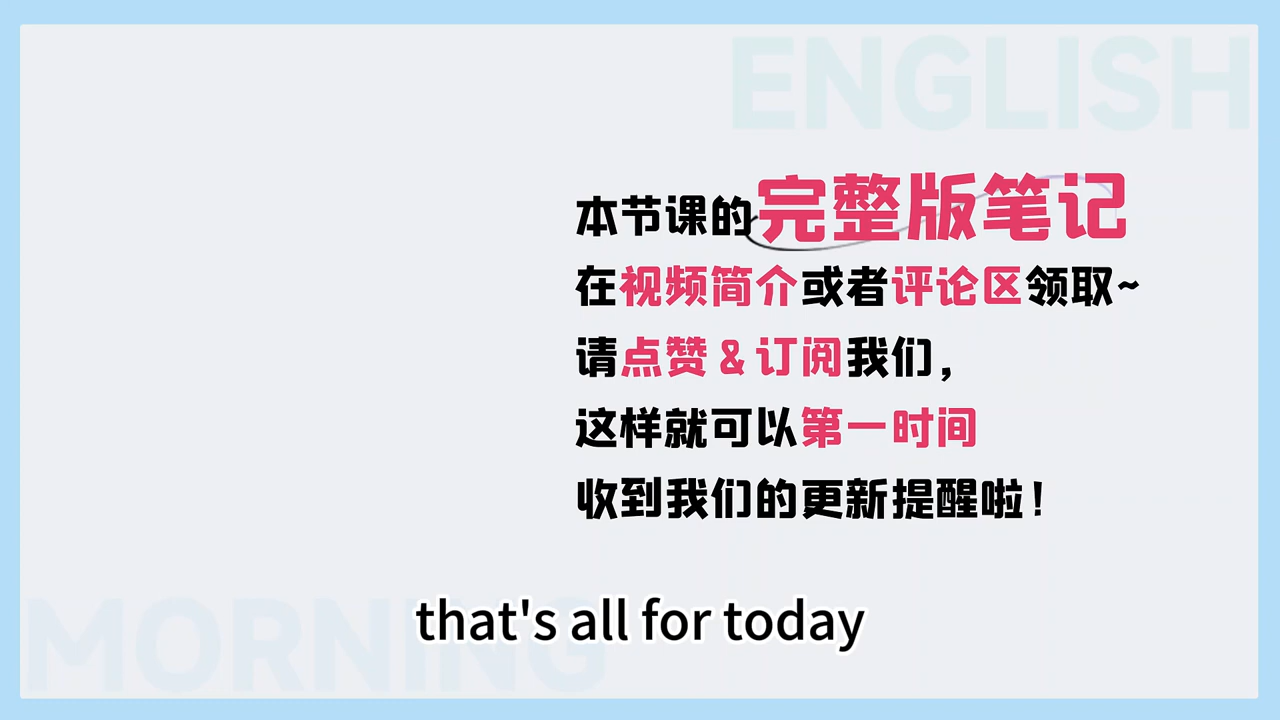 ENGLISH
本节课的完整版笔记
在视频简介或者评论区领取~
请点赞&订阅我们，
这样就可以第一时间
收到我们的更新提醒啦！
that's all for today
MORNING